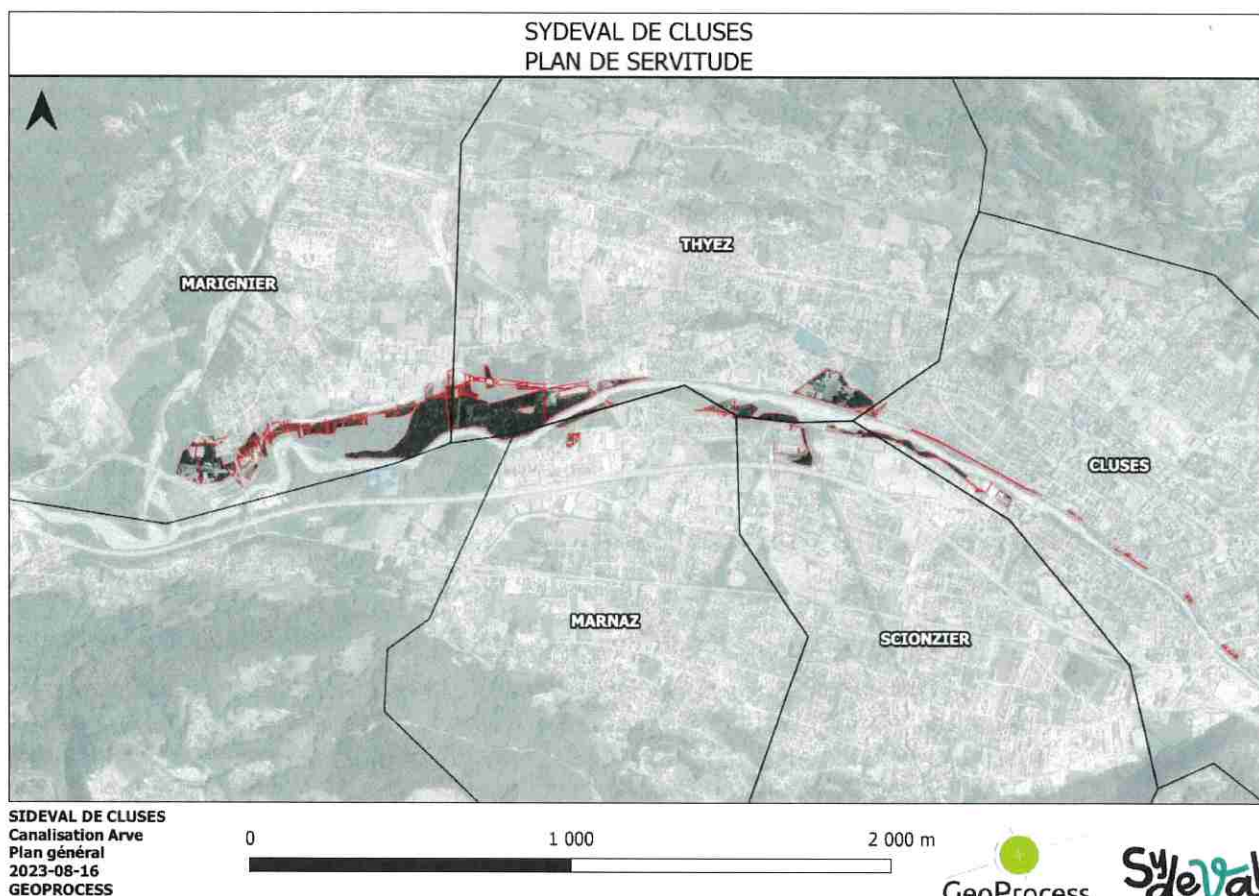 SYDEVAL DE CLUSES
PLAN DE SERVITUDE
THYEZ
MARIGNIER
CLUSES
MARNAZ
SCIONZIER
SIDEVAL DE CLUSES
Canalisation Arve
Plan général
2023-08-16
GEOPROCESS
0 1 000 2 000 m
GeoProcess
Sydeval